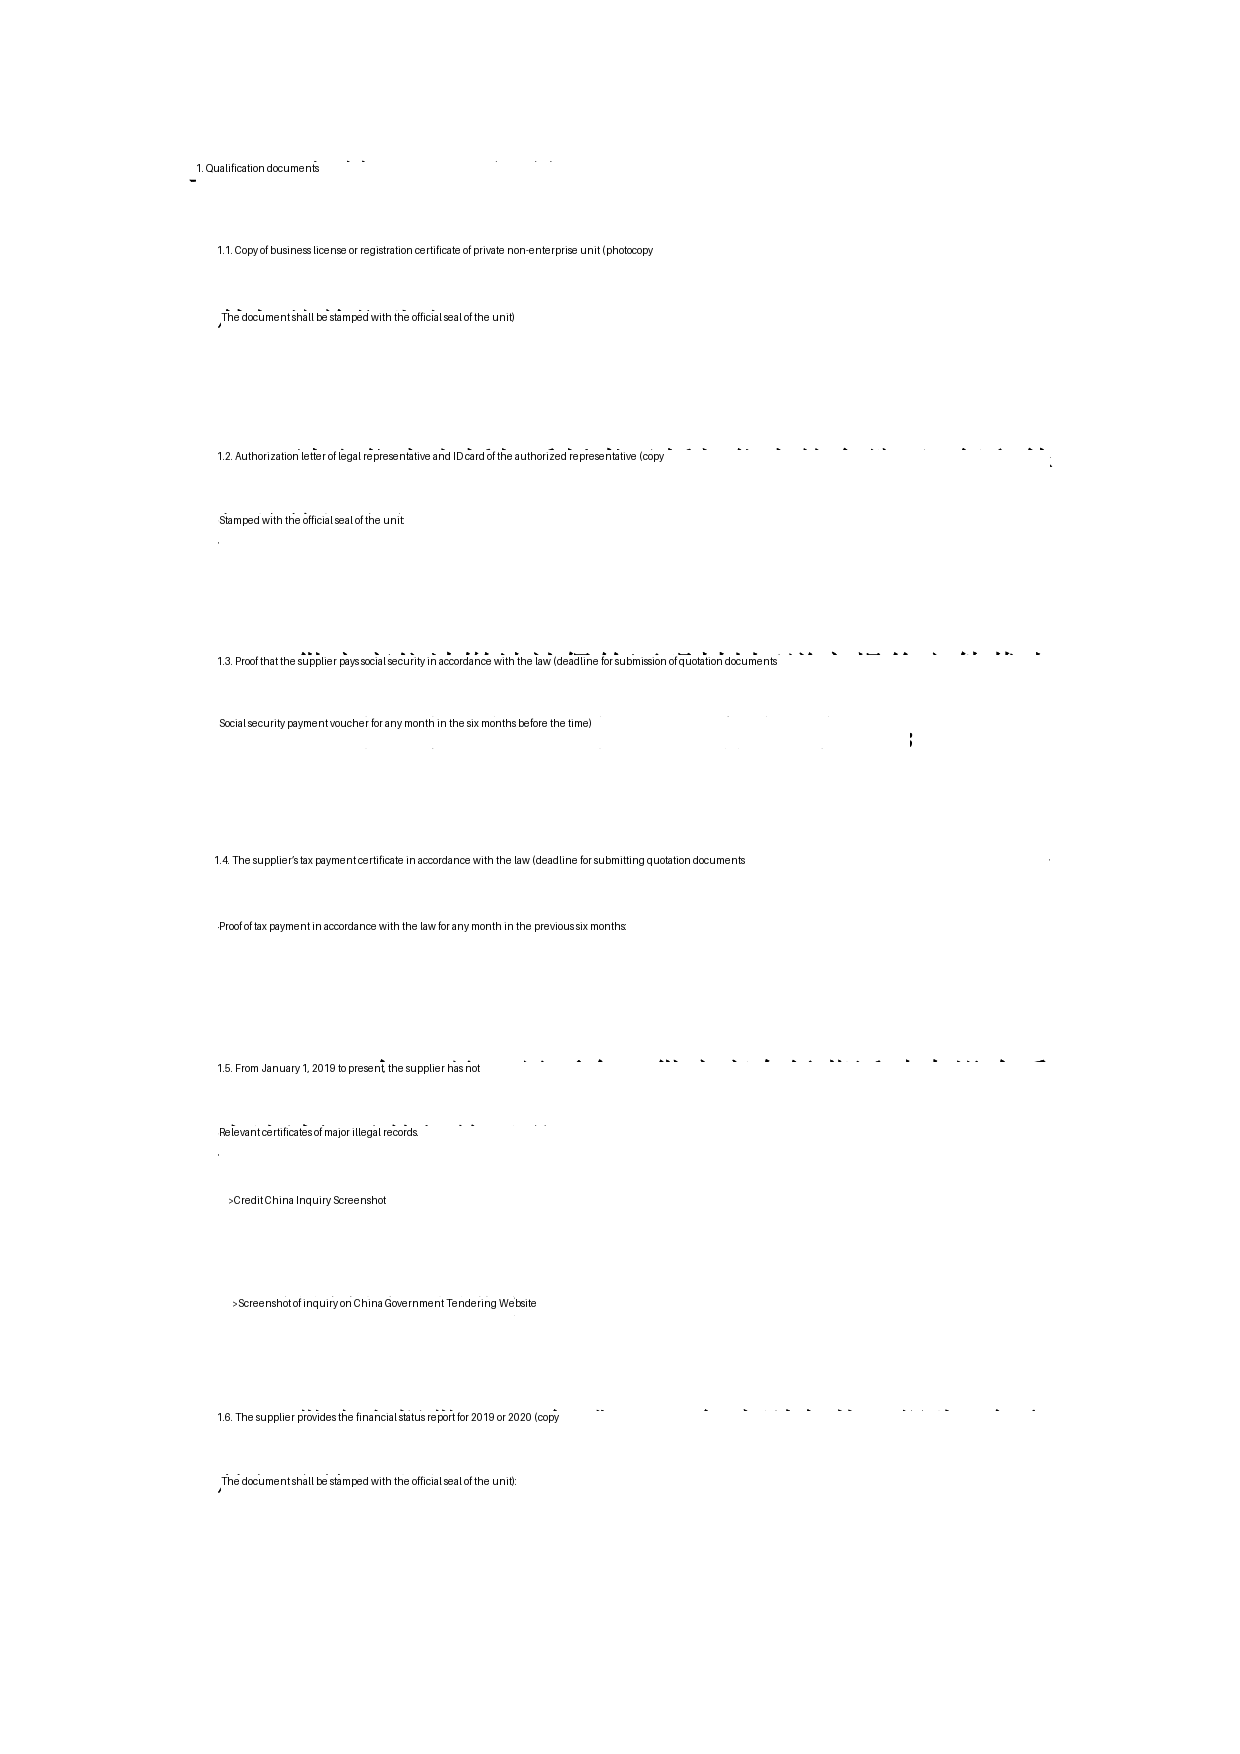 1. Qualification documents
1.1. Copy of business license or registration certificate of private non-enterprise unit (photocopy
The document shall be stamped with the official seal of the unit)
1.2. Authorization letter of legal representative and ID card of the authorized representative (copy
Stamped with the official seal of the unit:
1.3. Proof that the supplier pays social security in accordance with the law (deadline for submission of quotation documents
Social security payment voucher for any month in the six months before the time)
1.4. The supplier's tax payment certificate in accordance with the law (deadline for submitting quotation documents
Proof of tax payment in accordance with the law for any month in the previous six months:
1.5. From January 1, 2019 to present, the supplier has not
Relevant certificates of major illegal records.
>Credit China Inquiry Screenshot
>Screenshot of inquiry on China Government Tendering Website
1.6. The supplier provides the financial status report for 2019 or 2020 (copy
The document shall be stamped with the official seal of the unit):